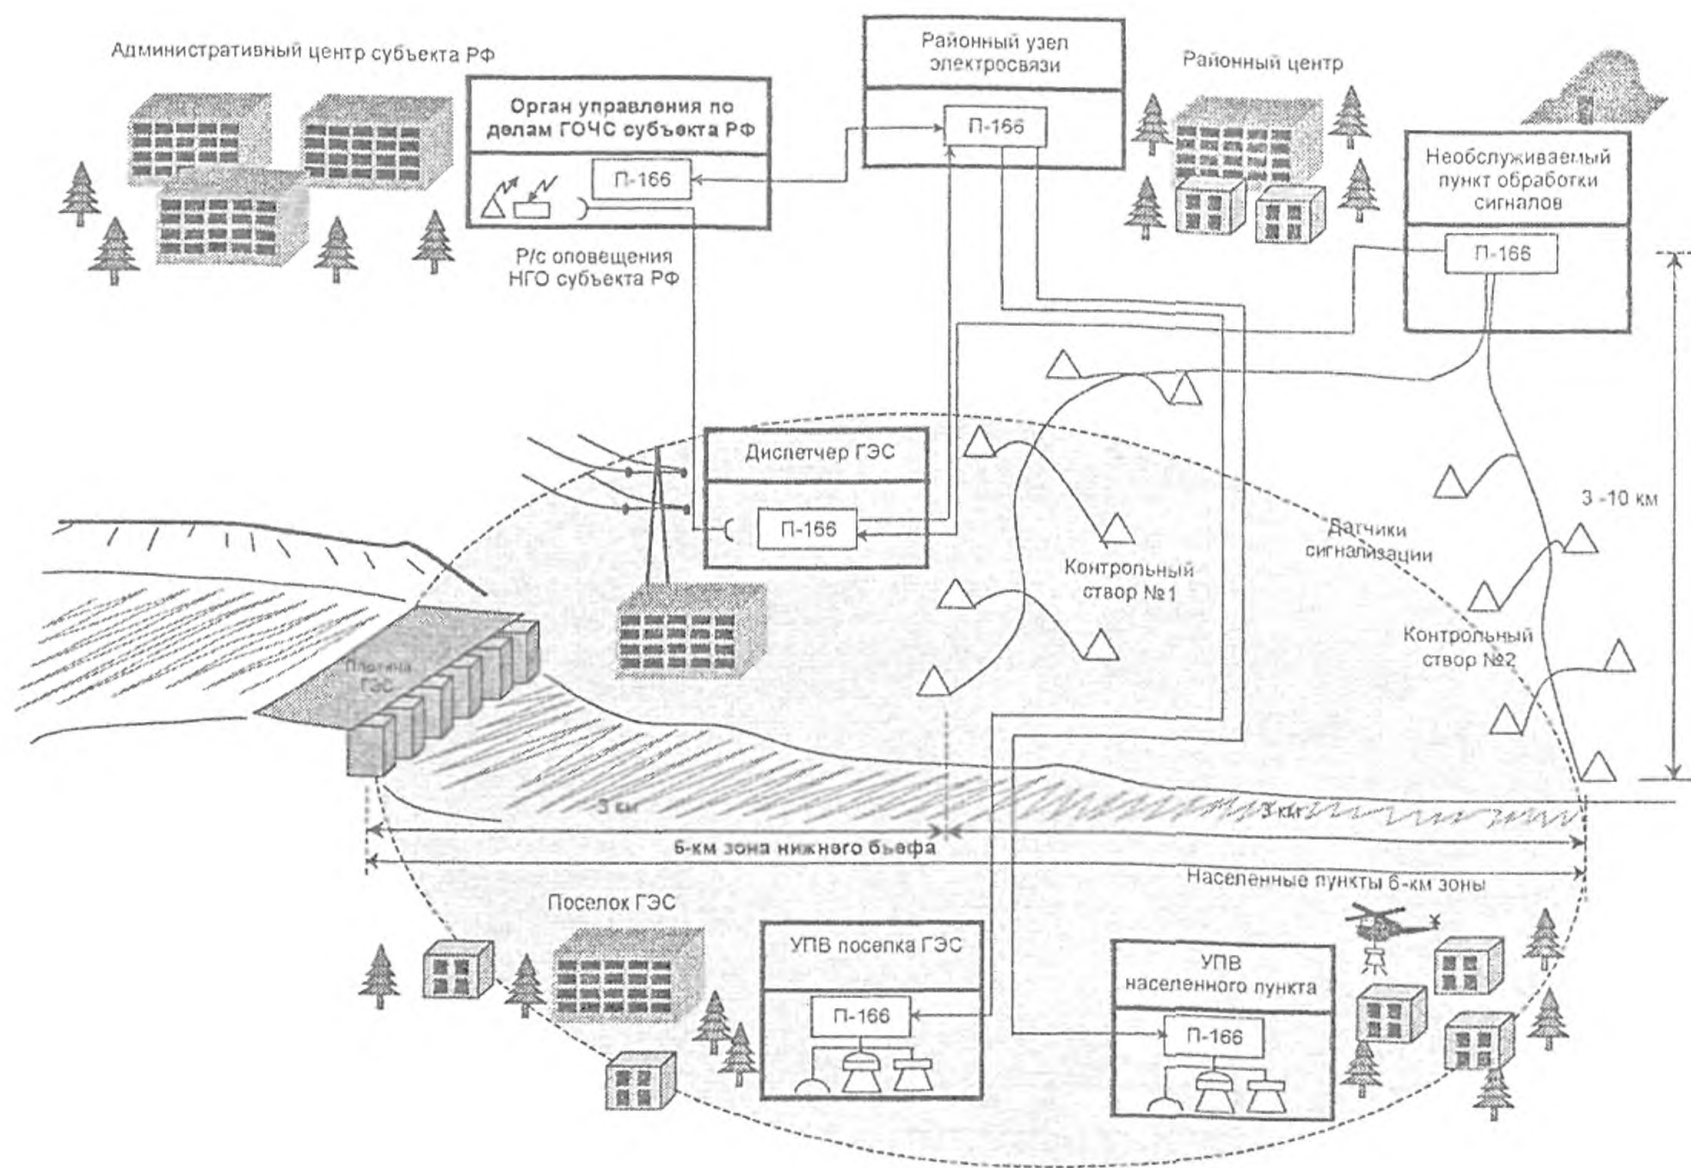 Административный центр субъекта РФ
Орган управления по
делам ГОЧС субъекта РФ
П-166
Р/с оповещения
НГО субъекта РФ
Районный узел
электросвязи
П-166
Районный центр
Необслуживаемый
пункт обработки
сигналов
П-166
Диспетчер ГЭС
П-166
3 -10 км
Датчики
сигнализации
Контрольный
створ №1
Контрольный
створ №2
Плотина
ГЭС
3 км
3 км
6-км зона нижнего бьефа
Населенные пункты 6-км зоны
Поселок ГЭС
УПВ поселка ГЭС
П-166
УПВ
населенного пункта
П-166